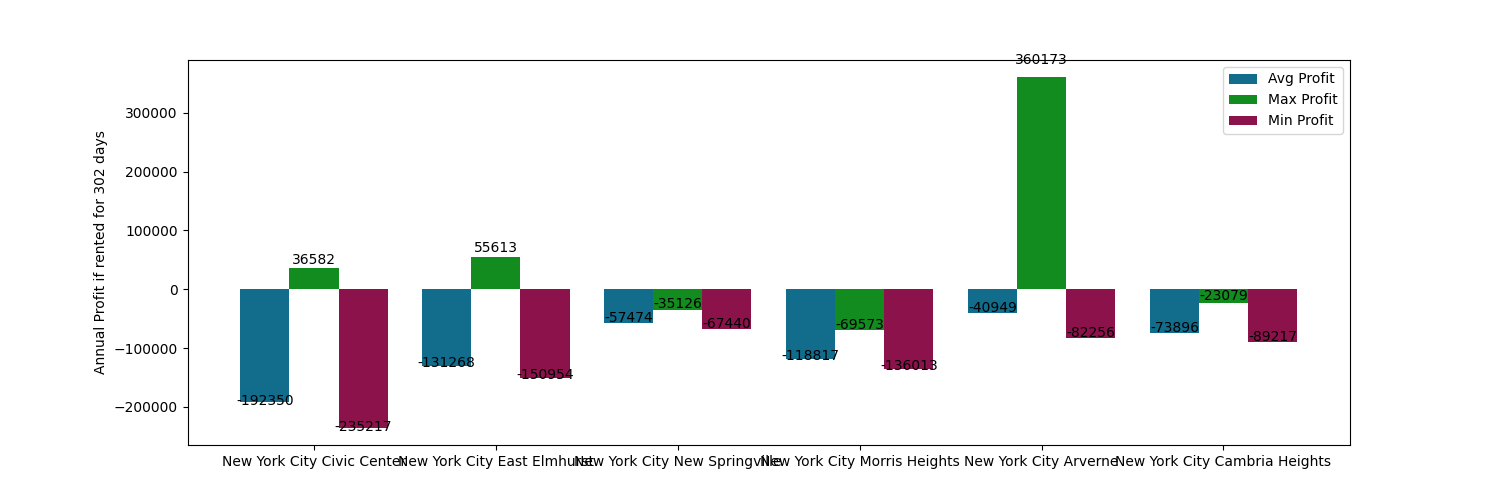 360173
Avg Profit
Max Profit
Min Profit
Annual Profit if rented for 302 days
300000
200000
100000
0
−100000
−200000
36582
55613
-192350
-235217
-131268
-150954
-57474
-35126
-67440
-118817
-69573
-136013
-40949
-82256
-73896
-23079
-89217
New York City Civic Center
New York City East Elmhurst
New York City New Springville
New York City Morris Heights
New York City Arverne
New York City Cambria Heights